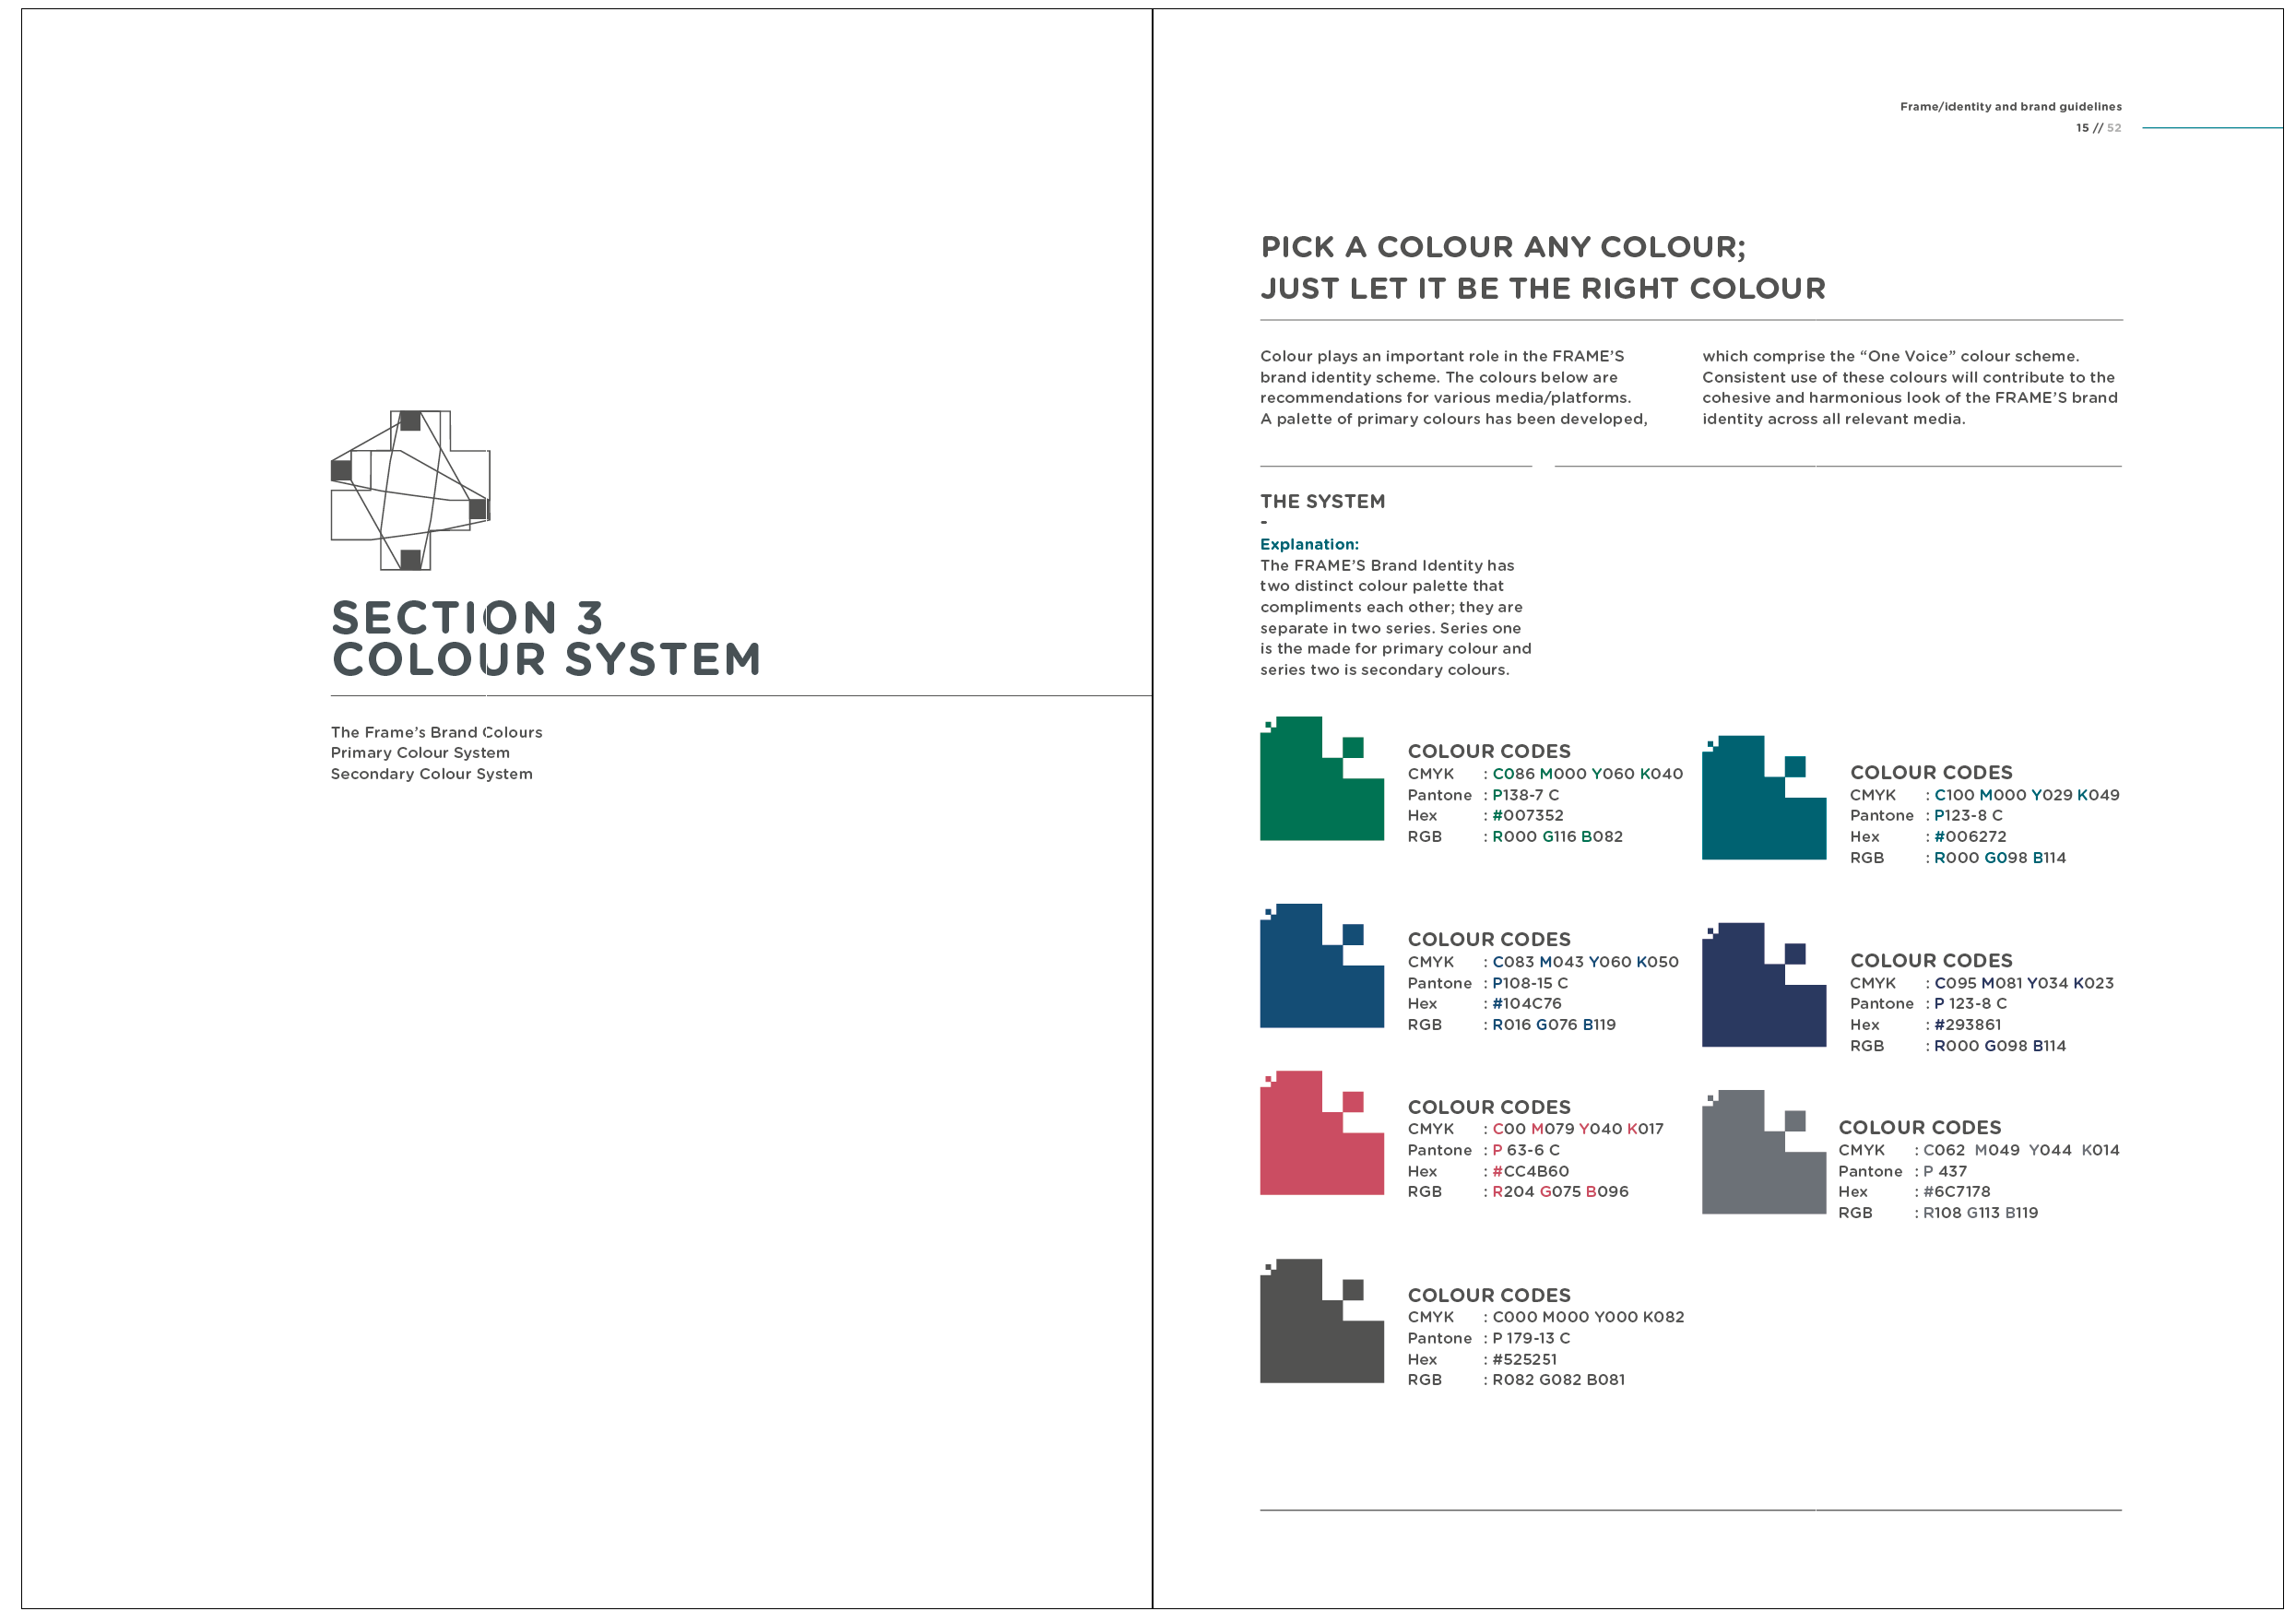 SECTION 3
COLOUR SYSTEM
The Frame’s Brand Colours
Primary Colour System
Secondary Colour System
Frame/identity and brand guidelines
15 // 52
PICK A COLOUR ANY COLOUR;
JUST LET IT BE THE RIGHT COLOUR
Colour plays an important role in the FRAME’S
brand identity scheme. The colours below are
recommendations for various media/platforms.
A palette of primary colours has been developed,
which comprise the “One Voice” colour scheme.
Consistent use of these colours will contribute to the
cohesive and harmonious look of the FRAME’S brand
identity across all relevant media.
THE SYSTEM
-
Explanation:
The FRAME’S Brand Identity has
two distinct colour palette that
compliments each other; they are
separate in two series. Series one
is the made for primary colour and
series two is secondary colours.
COLOUR CODES
CMYK : C086 M000 Y060 K040
Pantone : P138-7 C
Hex : #007352
RGB : R000 G116 B082
COLOUR CODES
CMYK : C100 M000 Y029 K049
Pantone : P123-8 C
Hex : #006272
RGB : R000 G098 B114
COLOUR CODES
CMYK : C083 M043 Y060 K050
Pantone : P108-15 C
Hex : #104C76
RGB : R016 G076 B119
COLOUR CODES
CMYK : C095 M081 Y034 K023
Pantone : P 123-8 C
Hex : #293861
RGB : R000 G098 B114
COLOUR CODES
CMYK : C00 M079 Y040 K017
Pantone : P 63-6 C
Hex : #CC4B60
RGB : R204 G075 B096
COLOUR CODES
CMYK : C062 M049 Y044 K014
Pantone : P 437
Hex : #6C7178
RGB : R108 G113 B119
COLOUR CODES
CMYK : C000 M000 Y000 K082
Pantone : P 179-13 C
Hex : #525251
RGB : R082 G082 B081